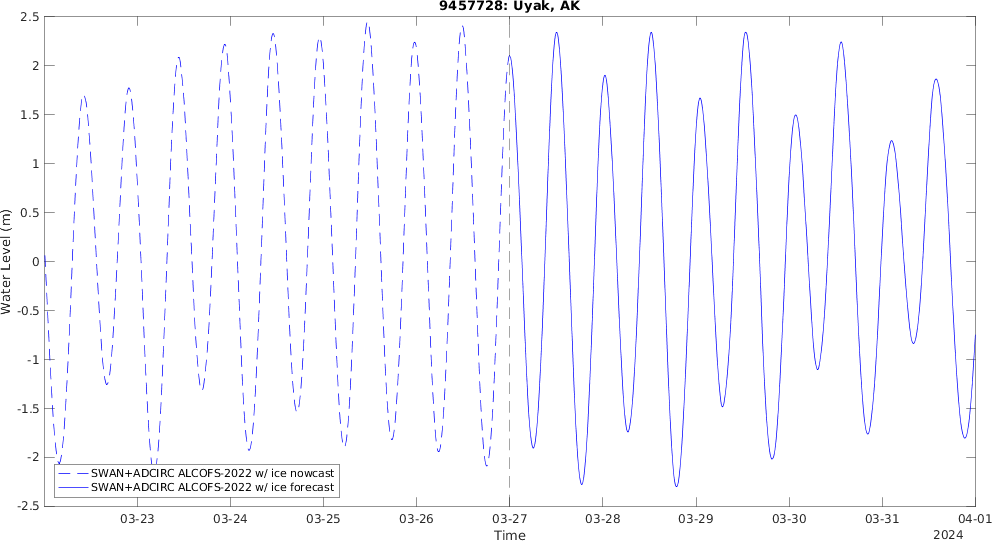 9457728: Uyak, AK
2.5
2
1.5
1
0.5
0
-0.5
-1
-1.5
-2
-2.5
Water Level (m)
SWAN+ADCIRC ALCOFS-2022 w/ ice nowcast
SWAN+ADCIRC ALCOFS-2022 w/ ice forecast
03-23 03-24 03-25 03-26 03-27 03-28 03-29 03-30 03-31 04-01
Time
2024